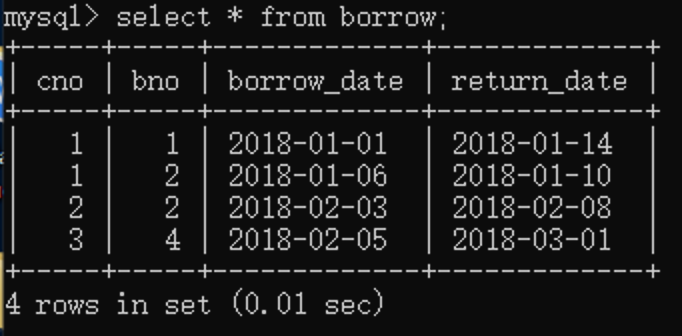 mysql> select * from borrow;
+-----+-----+-------------+-------------+
| cno | bno | borrow_date | return_date |
+-----+-----+-------------+-------------+
| 1 | 1 | 2018-01-01 | 2018-01-14 |
| 1 | 2 | 2018-01-06 | 2018-01-10 |
| 2 | 2 | 2018-02-03 | 2018-02-08 |
| 3 | 4 | 2018-02-05 | 2018-03-01 |
+-----+-----+-------------+-------------+
4 rows in set (0.01 sec)